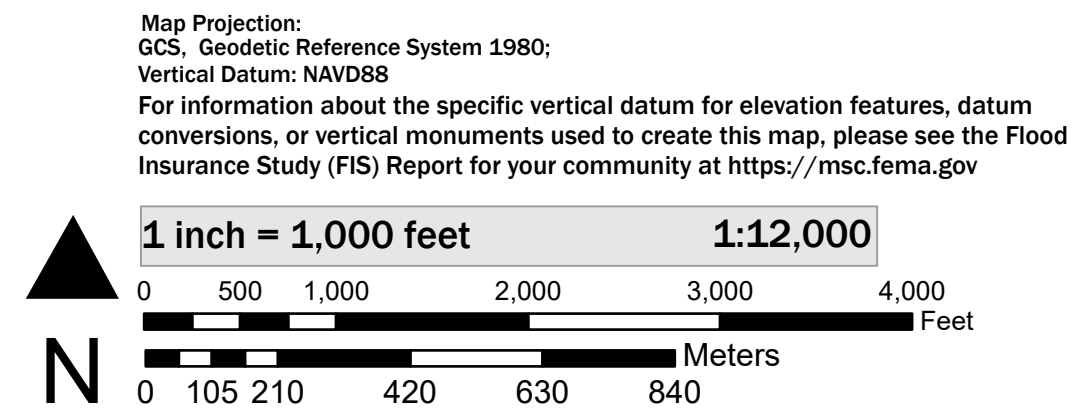 Map Projection:
GCS, Geodetic Reference System 1980;
Vertical Datum: NAVD88
For information about the specific vertical datum for elevation features, datum
conversions, or vertical monuments used to create this map, please see the Flood
Insurance Study (FIS) Report for your community at https://msc.fema.gov
1 inch = 1,000 feet 1:12,000
0 500 1,000 2,000 3,000 4,000
Feet
Meters
N
0 105 210 420 630 840